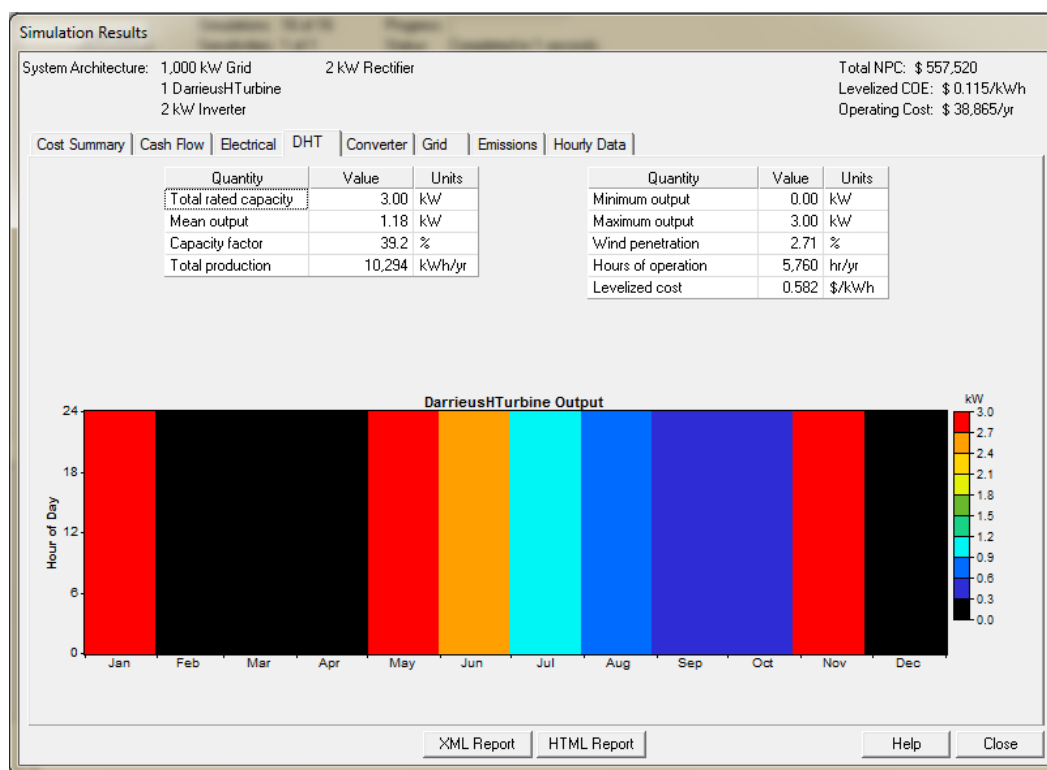 Simulation Results
System Architecture: 1,000 kW Grid 2 kW Rectifier
1 DarrieusHTurbine
2 kW Inverter
Total NPC: $ 557,520
Levelized COE: $ 0.115/kWh
Operating Cost: $ 38,865/yr
Cost Summary Cash Flow Electrical DHT Converter Grid Emissions Hourly Data
Quantity Value Units
Total rated capacity 3.00 kW
Mean output 1.18 kW
Capacity factor 39.2 %
Total production 10,294 kWh/yr
Quantity Value Units
Minimum output 0.00 kW
Maximum output 3.00 kW
Wind penetration 2.71 %
Hours of operation 5,760 hr/yr
Levelized cost 0.582 $/kWh
DarrieusHTurbine Output
Hour of Day
24
18
12
6
0
Jan Feb Mar Apr May Jun Jul Aug Sep Oct Nov Dec
kW
3.0
2.7
2.4
2.1
1.8
1.5
1.2
0.9
0.6
0.3
0.0
XML Report HTML Report Help Close